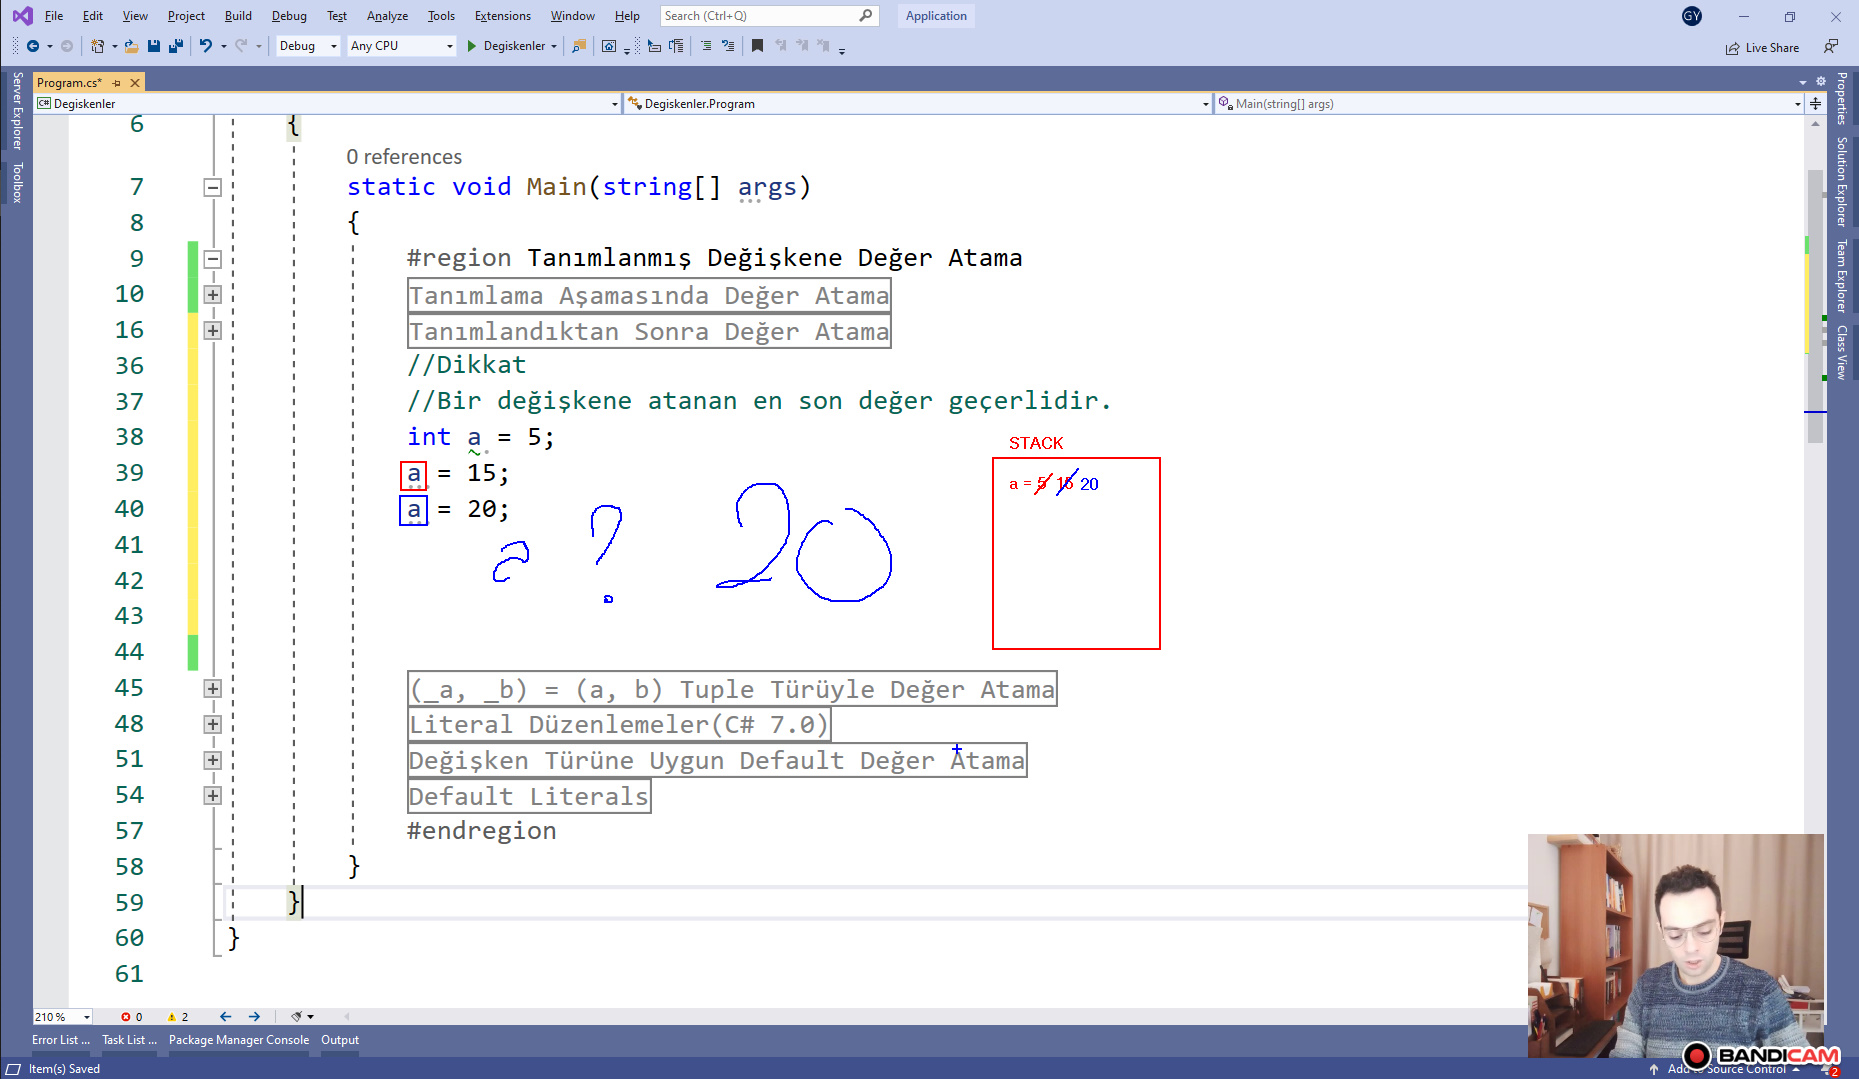 File Edit View Project Build Debug Test Analyze Tools Extensions Window Help Search (Ctrl+Q) Application GY
Debug Any CPU Degiskenler Live Share
Program.cs*
C# Degiskenler Degiskenler.Program Main(string[] args)
Server Explorer
Toolbox
Properties
Solution Explorer
Team Explorer
Class View
6 {
0 references
7 static void Main(string[] args)
8 {
9 #region Tanımlanmış Değişkene Değer Atama
10 Tanımlama Aşamasında Değer Atama
16 Tanımlandıktan Sonra Değer Atama
36 //Dikkat
37 //Bir değişkene atanan en son değer geçerlidir.
38 int a = 5;
STACK
39 a = 15;
a = 5 15 20
40 a = 20;
41
a ? 20
42
43
44
45 (_a, _b) = (a, b) Tuple Türüyle Değer Atama
48 Literal Düzenlemeler(C# 7.0)
51 Değişken Türüne Uygun Default Değer Atama
54 Default Literals
57 #endregion
58 }
59 }
60 }
61
210 % 0 2
Error List ... Task List ... Package Manager Console Output
BANDICAM
Item(s) Saved Add to Source Control 2